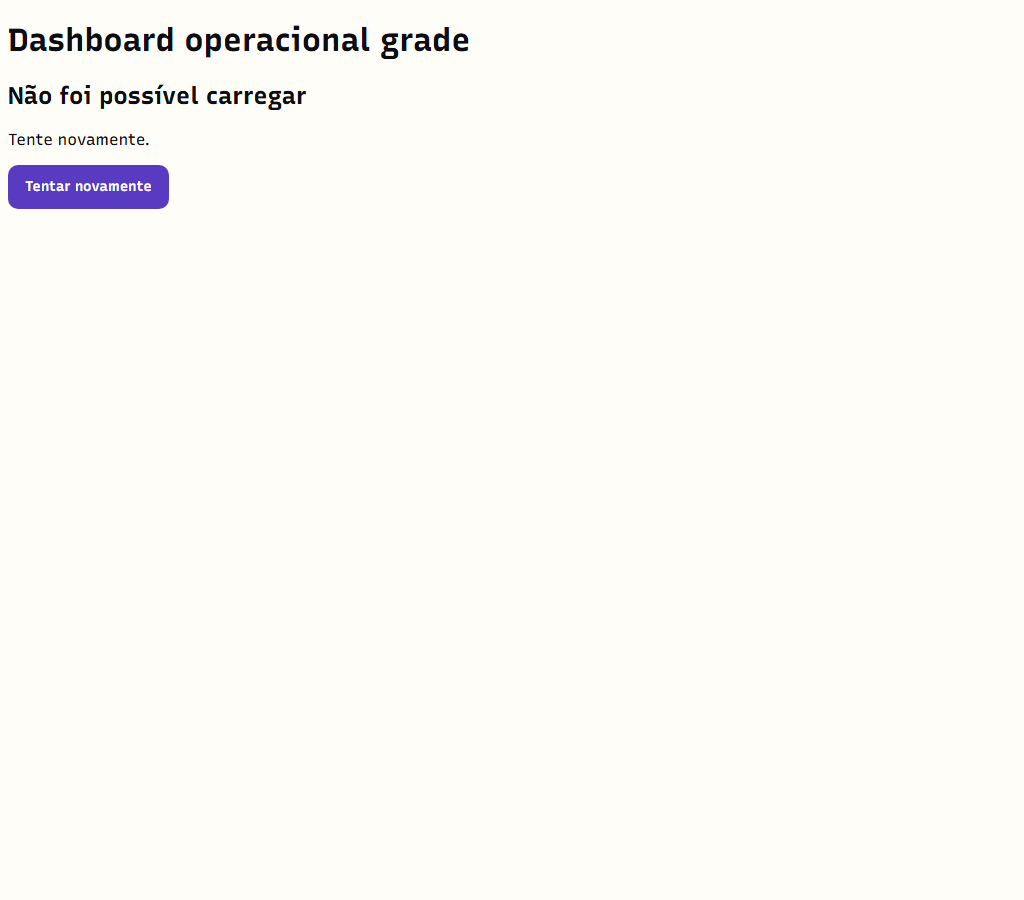 Dashboard operacional grade
Não foi possível carregar
Tente novamente.
Tentar novamente